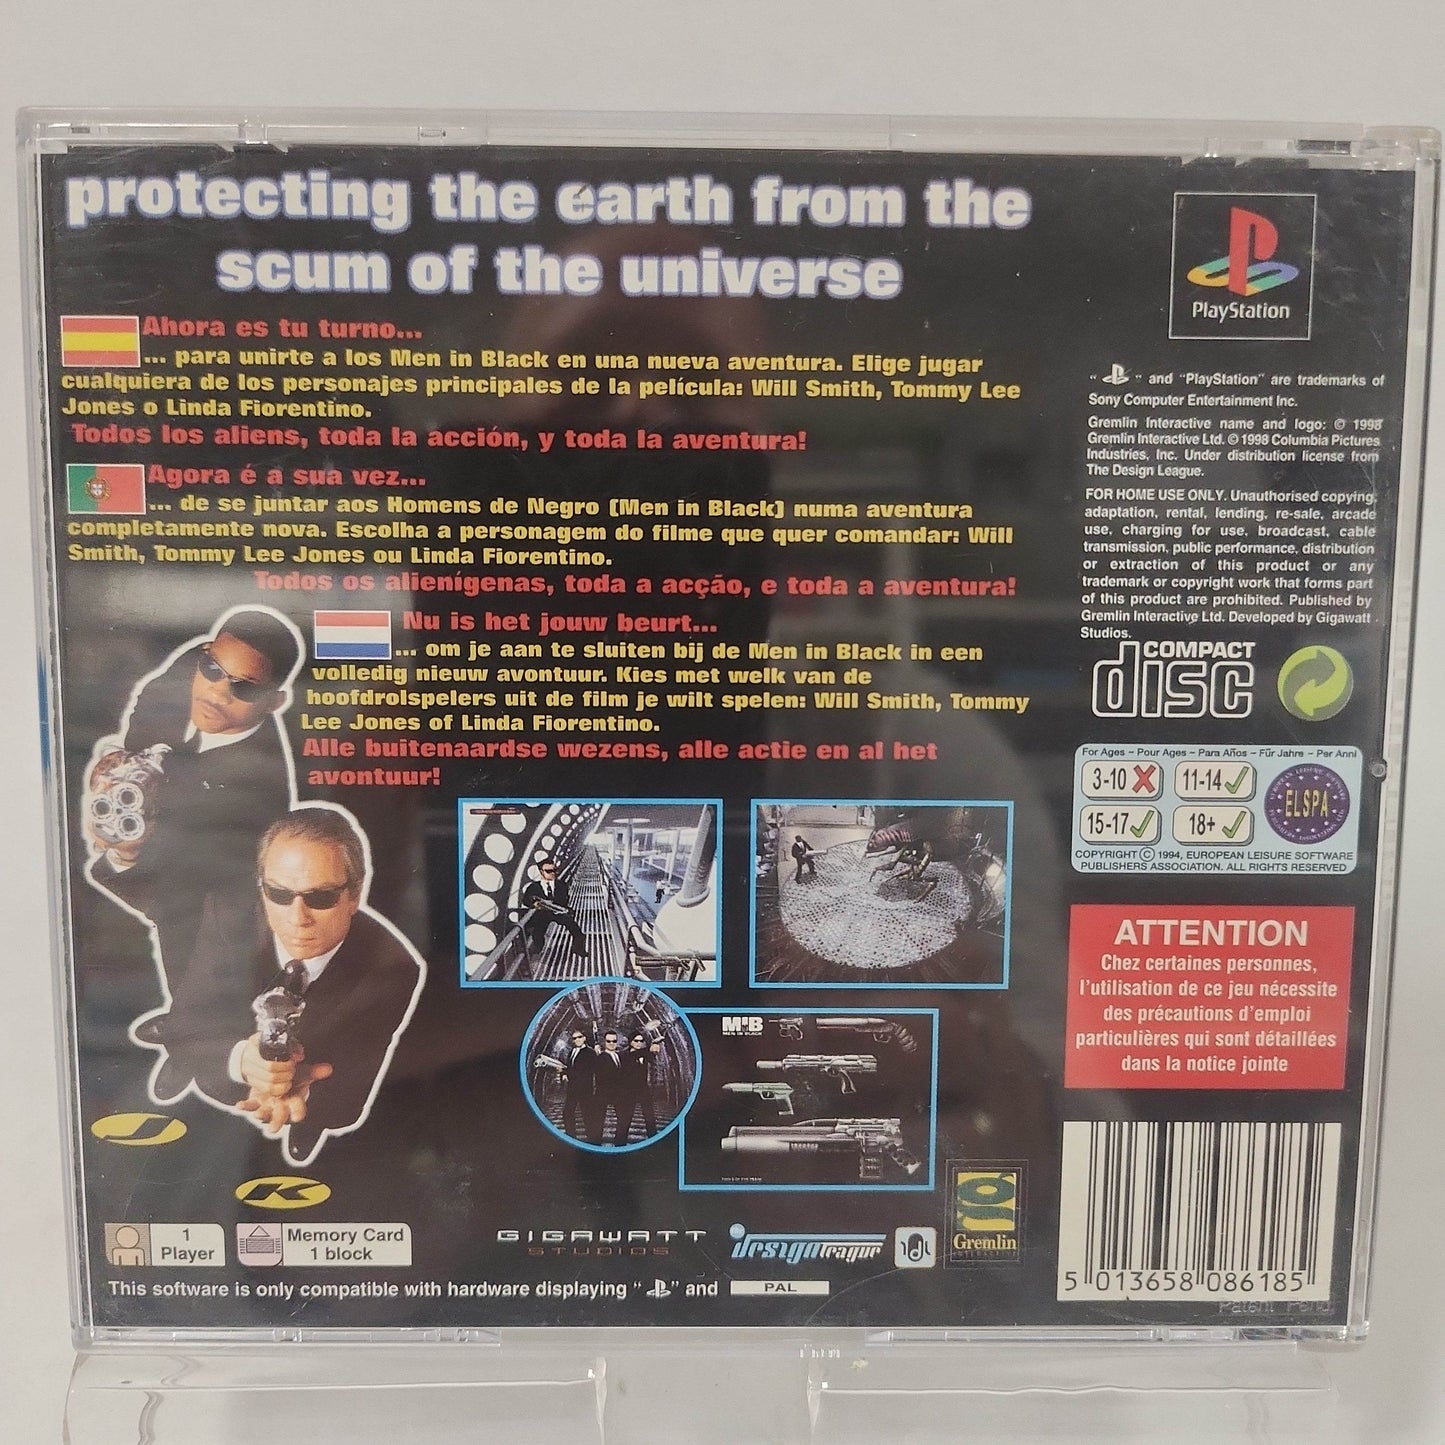 protecting the earth from the
scum of the universe
Ahora es tu turno...
... para unirte a los Men in Black en una nueva aventura. Elige jugar
cualquiera de los personajes principales de la película: Will Smith, Tommy Lee
Jones o Linda Fiorentino.
Todos los aliens, toda la acción, y toda la aventura!
Agora é a sua vez...
... de se juntar aos Homens de Negro (Men in Black) numa aventura
completamente nova. Escolha a personagem do filme que quer comandar: Will
Smith, Tommy Lee Jones ou Linda Fiorentino.
Todos os alienígenas, toda a acção, e toda a aventura!
Nu is het jouw beurt...
... om je aan te sluiten bij de Men in Black in een
volledig nieuw avontuur. Kies met welk van de
hoofdrolspelers uit de film je wilt spelen: Will Smith, Tommy
Lee Jones of Linda Fiorentino.
Alle buitenaardse wezens, alle actie en al het
avontuur!
J
K
MIB
MEN IN BLACK
1
Player
Memory Card
1 block
GIGAWATT
STUDIOS
the designleague
idl
Gremlin
INTERACTIVE
This software is only compatible with hardware displaying " " and PAL
PlayStation
" " and "PlayStation" are trademarks of
Sony Computer Entertainment Inc.
Gremlin Interactive name and logo: © 1998
Gremlin Interactive Ltd. © 1998 Columbia Pictures
Industries, Inc. Under distribution license from
The Design League.
FOR HOME USE ONLY. Unauthorised copying,
adaptation, rental, lending, re-sale, arcade
use, charging for use, broadcast, cable
transmission, public performance, distribution
or extraction of this product or any
trademark or copyright work that forms part
of this product are prohibited. Published by
Gremlin Interactive Ltd. Developed by Gigawatt
Studios.
COMPACT
disc
For Ages – Pour Ages – Para Años – Für Jahre – Per Anni
3-10 11-14
15-17 18+
ELSPA
COPYRIGHT © 1994, EUROPEAN LEISURE SOFTWARE
PUBLISHERS ASSOCIATION. ALL RIGHTS RESERVED
ATTENTION
Chez certaines personnes,
l'utilisation de ce jeu nécessite
des précautions d'emploi
particulières qui sont détaillées
dans la notice jointe
5 013658 086185
Patent Pend.